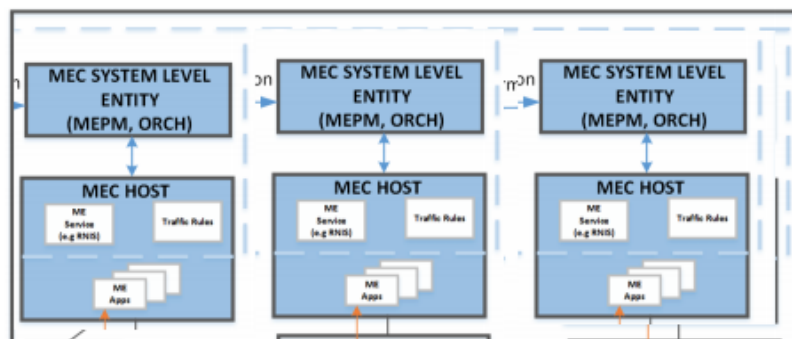 n
MEC SYSTEM LEVEL
ENTITY
(MEPM, ORCH)
MEC HOST
ME
Service
(e.g RNIS)
Traffic Rules
ME
Apps
on
MEC SYSTEM LEVEL
ENTITY
(MEPM, ORCH)
MEC HOST
ME
Service
(e.g RNIS)
Traffic Rules
ME
Apps
on
MEC SYSTEM LEVEL
ENTITY
(MEPM, ORCH)
MEC HOST
ME
Service
(e.g RNIS)
Traffic Rules
ME
Apps